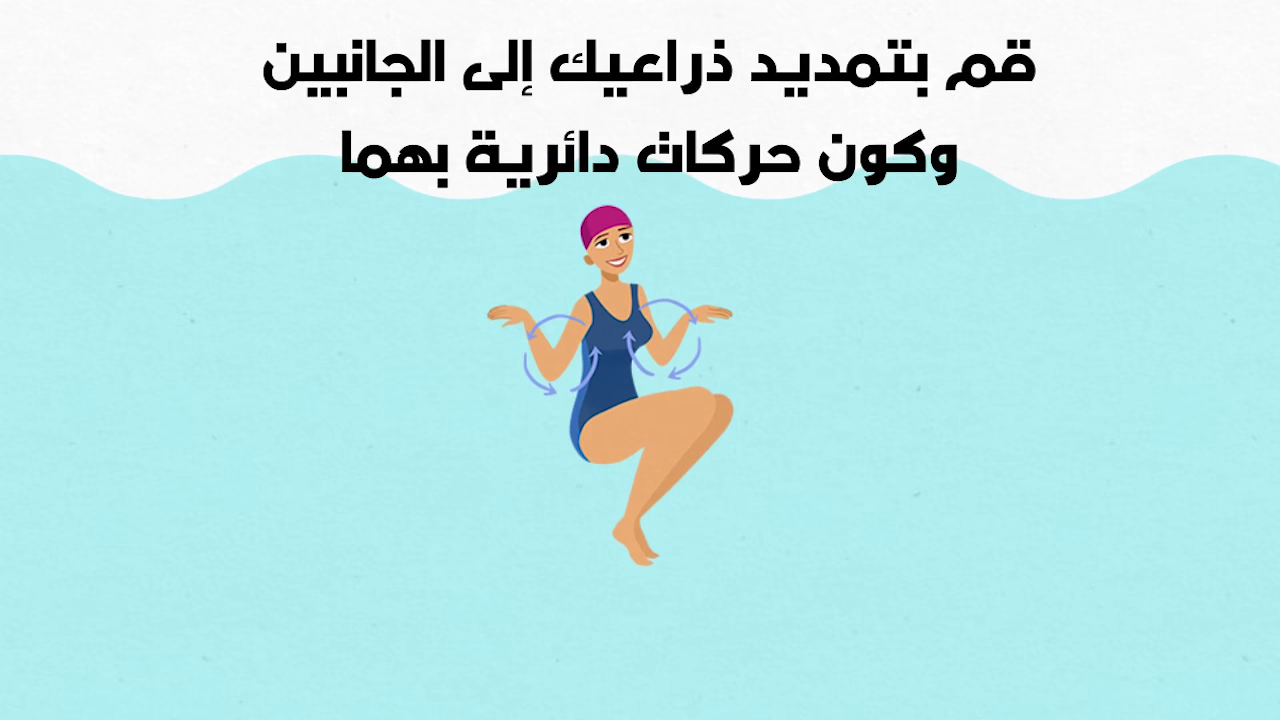 قم بتمديد ذراعيك إلى الجانبين
وكون حركات دائرية بهما